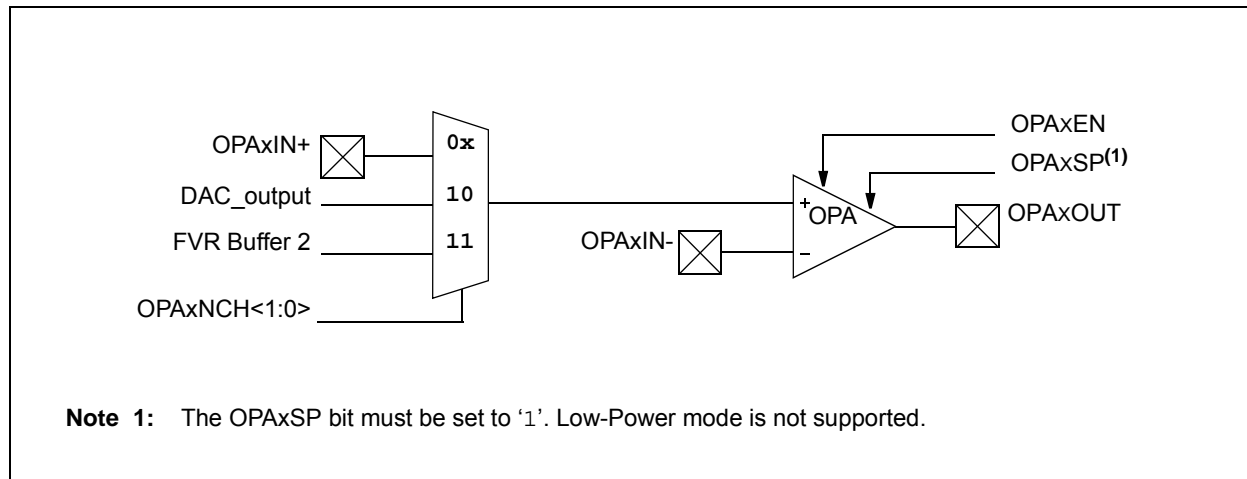 OPAxIN+
DAC_output
FVR Buffer 2
OPAxNCH<1:0>
0x
10
11
OPAxIN-
+
OPA
–
OPAxEN
OPAxSP(1)
OPAxOUT
Note 1: The OPAxSP bit must be set to ‘1’. Low-Power mode is not supported.